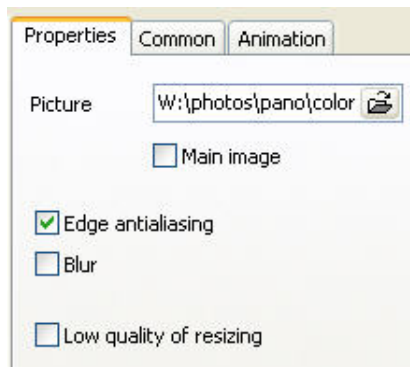 Properties Common Animation
Picture W:\photos\pano\color
Main image
Edge antialiasing
Blur
Low quality of resizing